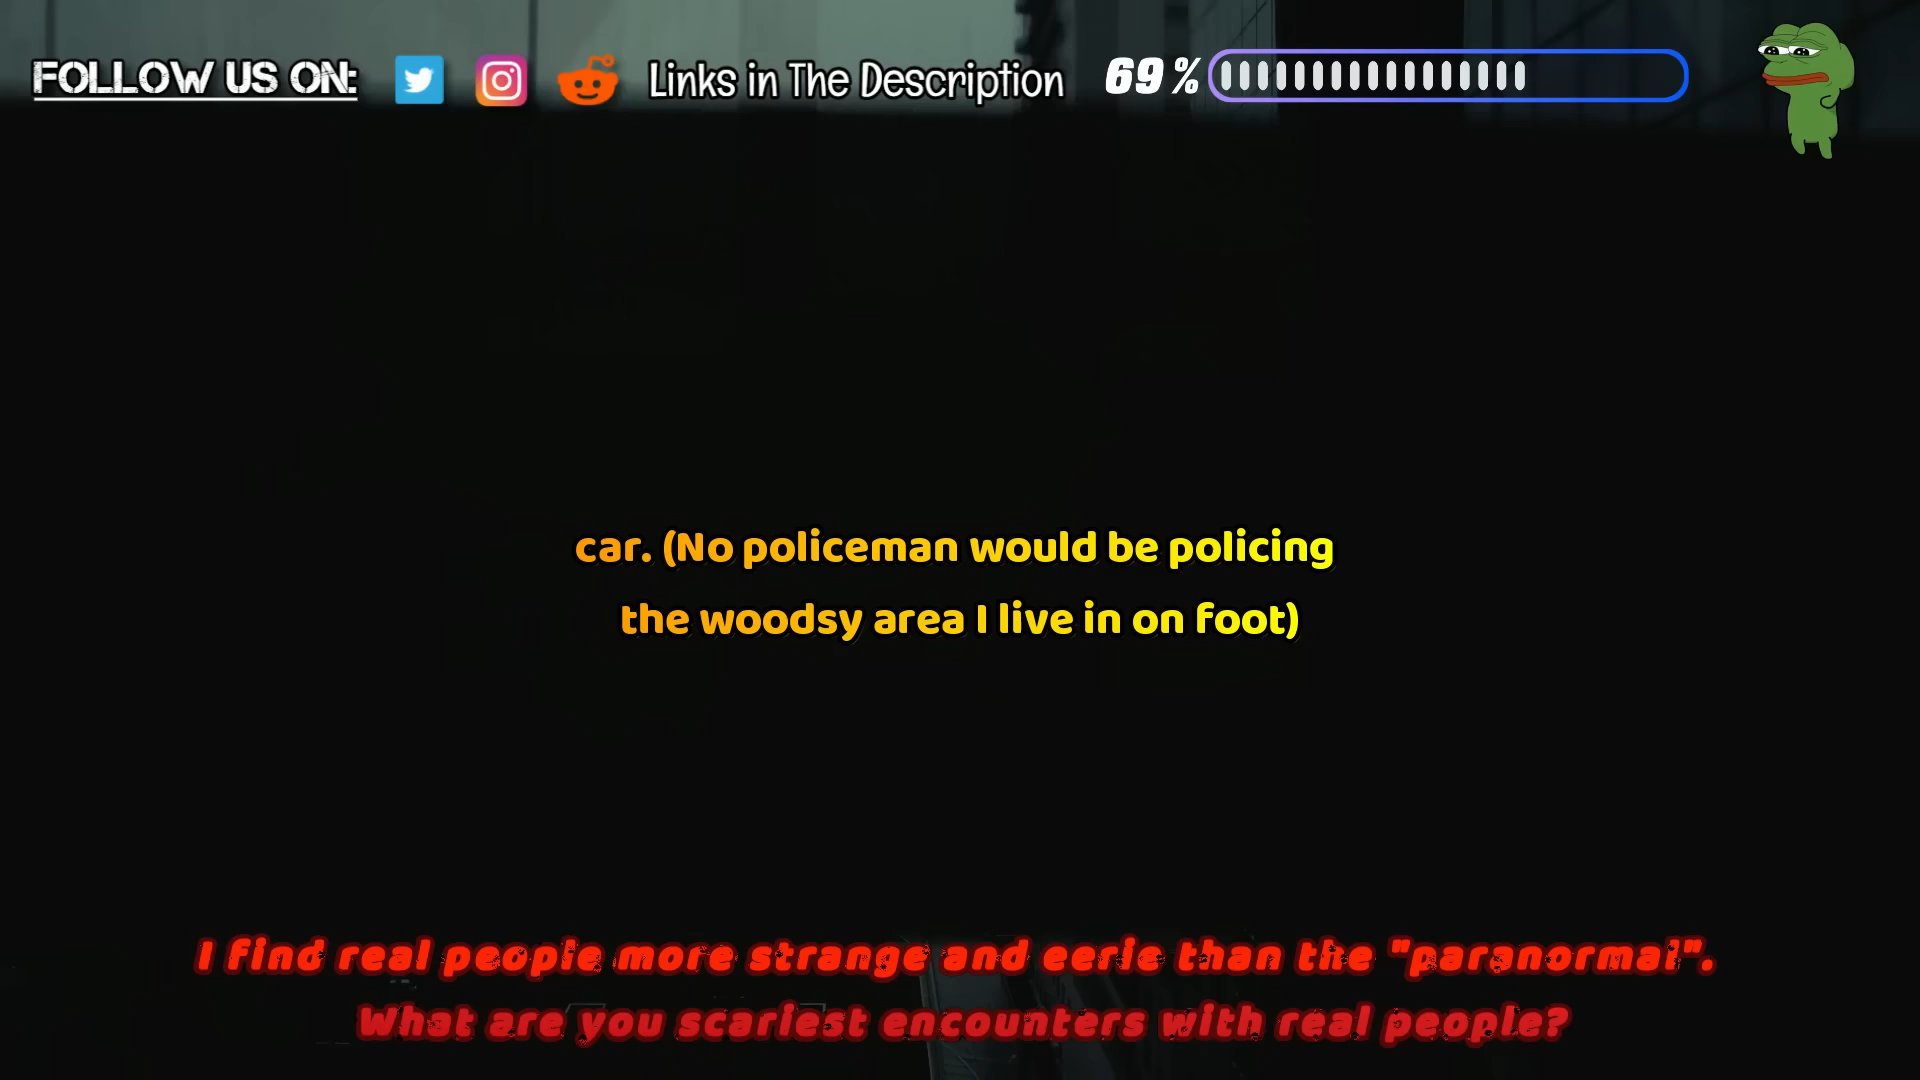 FOLLOW US ON:
Links in The Description
69%
car. (No policeman would be policing
the woodsy area I live in on foot)
I find real people more strange and eerie than the "paranormal".
What are you scariest encounters with real people?